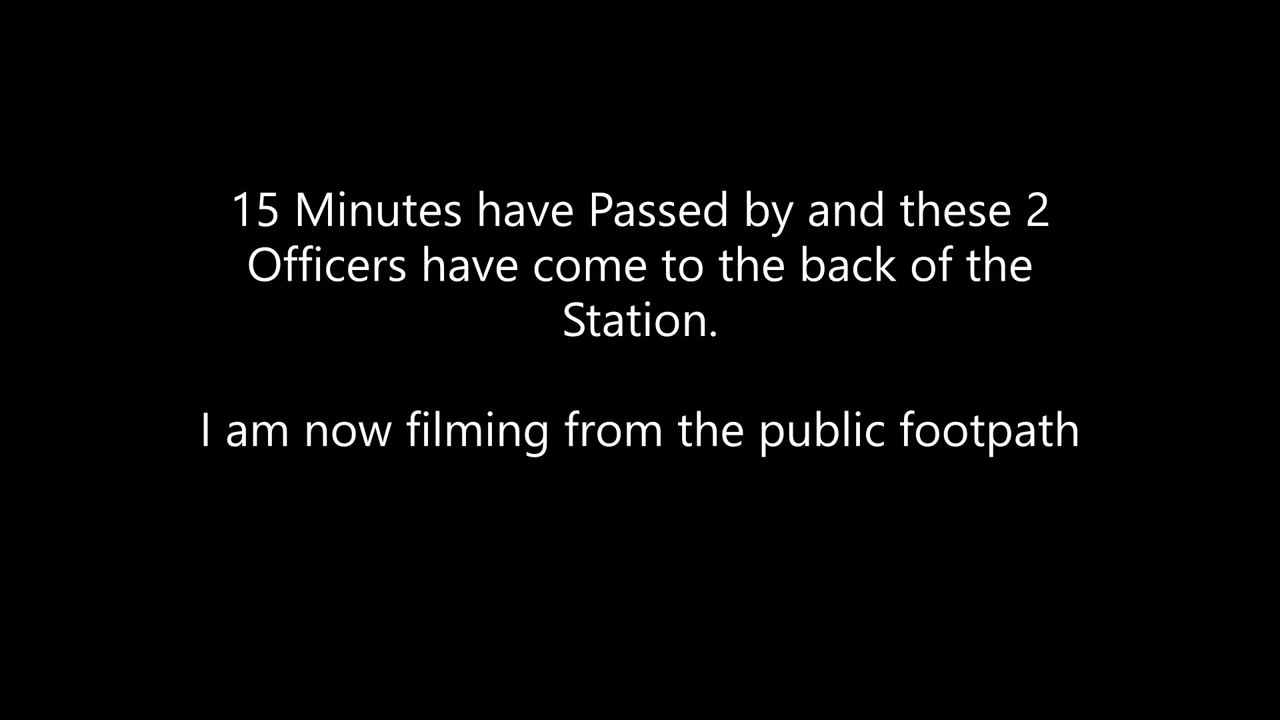 15 Minutes have Passed by and these 2
Officers have come to the back of the
Station.
I am now filming from the public footpath